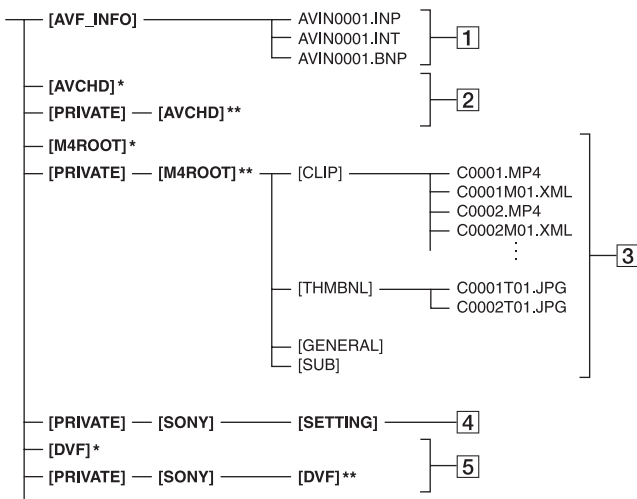 [AVF_INFO] AVIN0001.INP
AVIN0001.INT 1
AVIN0001.BNP
[AVCHD]*
2
[PRIVATE] [AVCHD]**
[M4ROOT]*
[PRIVATE] [M4ROOT]** [CLIP] C0001.MP4
C0001M01.XML
C0002.MP4
C0002M01.XML
3
[THMBNL] C0001T01.JPG
C0002T01.JPG
[GENERAL]
[SUB]
[PRIVATE] [SONY] [SETTING] 4
[DVF]*
5
[PRIVATE] [SONY] [DVF]**